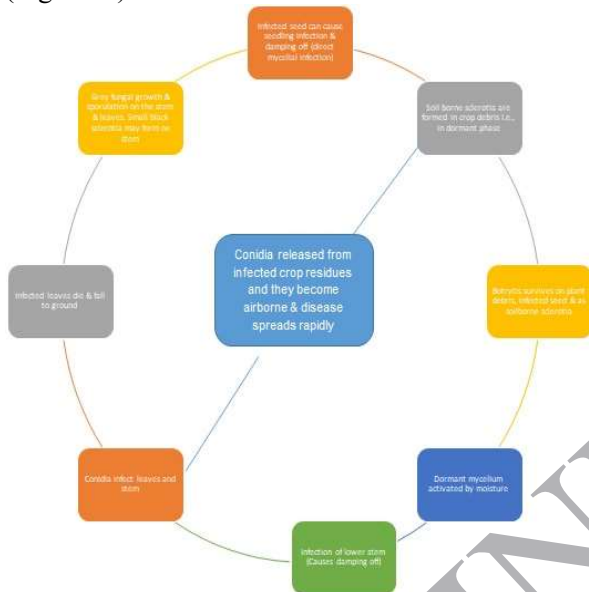 Infected seed can cause
seedling infection &
damping off (direct
mycelial infection)
Soil borne sclerotia are
formed in crop debris i.e.,
in dormant phase
Botrytis survives on plant
debris, infected seed & as
soilborne sclerotia
Dormant mycelium
activated by moisture
Infection of lower stem
(Causes damping off)
Conidia infect leaves and
stem
Infected leaves die & fall
to ground
Grey fungal growth &
sporulation on the stem
& leaves. Small black
sclerotia may form on
stem
Conidia released from
infected crop residues
and they become
airborne & disease
spreads rapidly